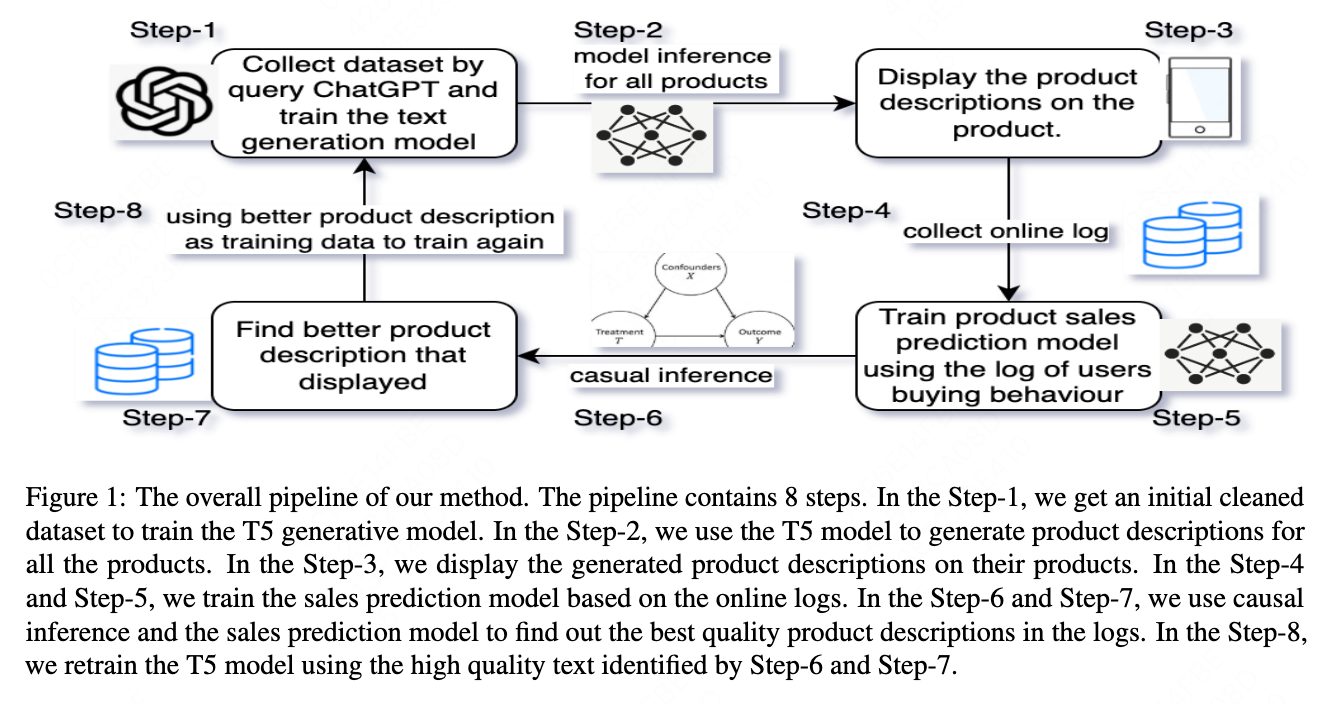 Step-1
Collect dataset by
query ChatGPT and
train the text
generation model
Step-2
model inference
for all products
Step-3
Display the product
descriptions on the
product.
Step-4
collect online log
Train product sales
prediction model
using the log of users
buying behaviour
Step-5
Confounders
X
Treatment
T
Outcome
Y
casual inference
Step-6
Find better product
description that
displayed
Step-7
Step-8
using better product description
as training data to train again
Figure 1: The overall pipeline of our method. The pipeline contains 8 steps. In the Step-1, we get an initial cleaned
dataset to train the T5 generative model. In the Step-2, we use the T5 model to generate product descriptions for
all the products. In the Step-3, we display the generated product descriptions on their products. In the Step-4
and Step-5, we train the sales prediction model based on the online logs. In the Step-6 and Step-7, we use causal
inference and the sales prediction model to find out the best quality product descriptions in the logs. In the Step-8,
we retrain the T5 model using the high quality text identified by Step-6 and Step-7.